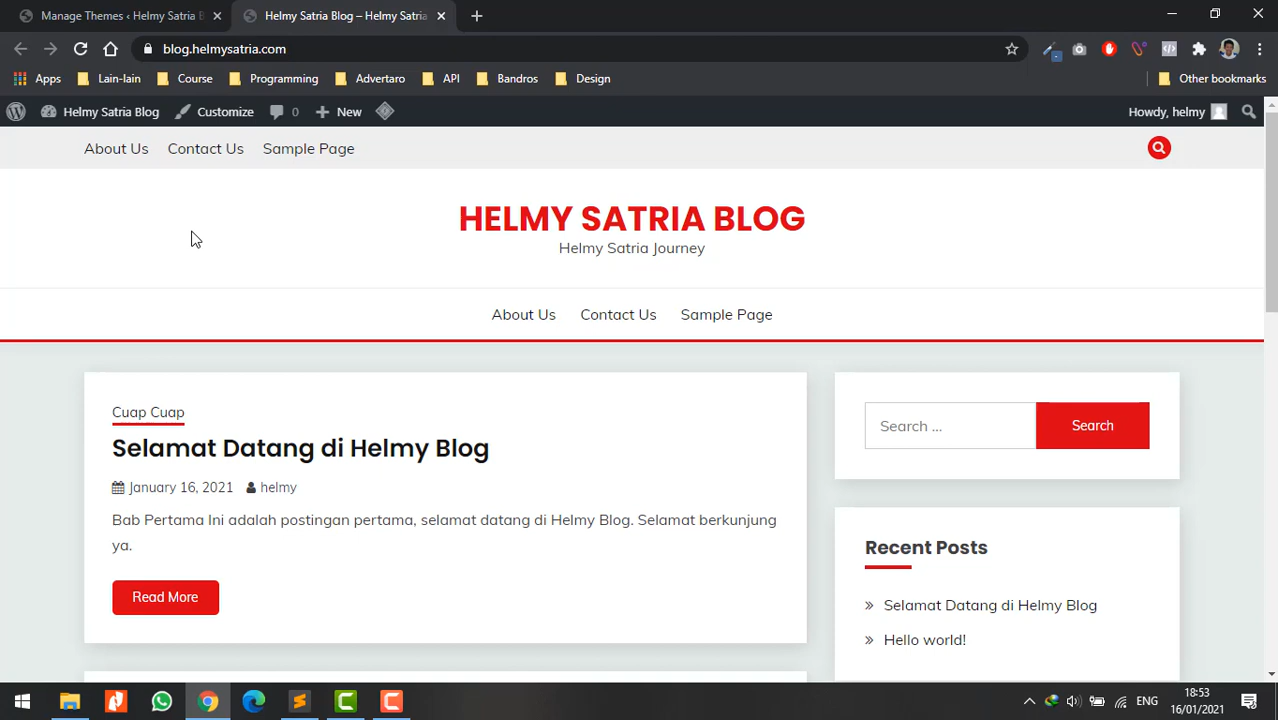 Manage Themes ‹ Helmy Satria B
Helmy Satria Blog – Helmy Satria
blog.helmysatria.com
Apps Lain-lain Course Programming Advertaro API Bandros Design Other bookmarks
Helmy Satria Blog Customize 0 New Howdy, helmy
About Us Contact Us Sample Page
HELMY SATRIA BLOG
Helmy Satria Journey
About Us Contact Us Sample Page
Cuap Cuap
Selamat Datang di Helmy Blog
January 16, 2021 helmy
Bab Pertama Ini adalah postingan pertama, selamat datang di Helmy Blog. Selamat berkunjung
ya.
Read More
Search ... Search
Recent Posts
Selamat Datang di Helmy Blog
Hello world!
ENG
18:53
16/01/2021